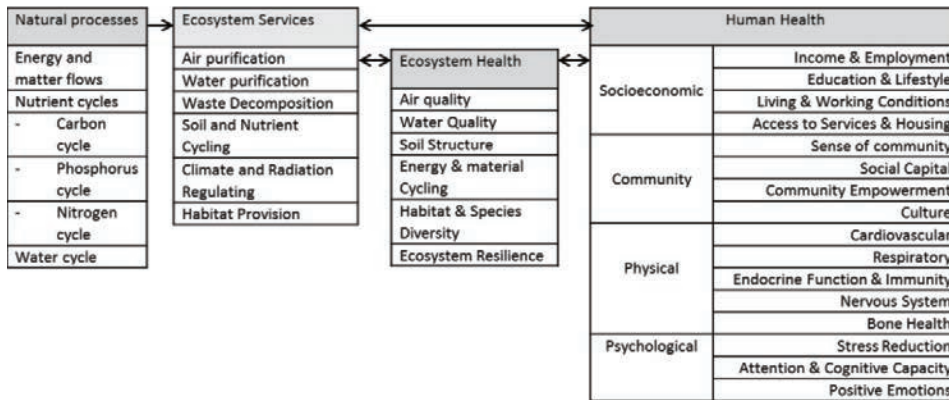 Natural processes
Energy and
matter flows
Nutrient cycles
- Carbon
cycle
- Phosphorus
cycle
- Nitrogen
cycle
Water cycle
Ecosystem Services
Air purification
Water purification
Waste Decomposition
Soil and Nutrient
Cycling
Climate and Radiation
Regulating
Habitat Provision
Ecosystem Health
Air quality
Water Quality
Soil Structure
Energy & material
Cycling
Habitat & Species
Diversity
Ecosystem Resilience
Human Health
Socioeconomic
Income & Employment
Education & Lifestyle
Living & Working Conditions
Access to Services & Housing
Community
Sense of community
Social Capital
Community Empowerment
Culture
Physical
Cardiovascular
Respiratory
Endocrine Function & Immunity
Nervous System
Bone Health
Psychological
Stress Reduction
Attention & Cognitive Capacity
Positive Emotions